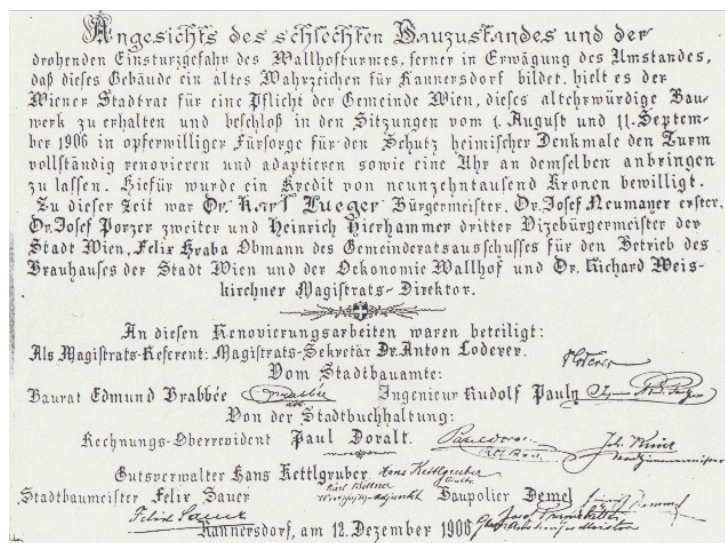 Angesichts des schlechten Bauzustandes und der
drohenden Einsturzgefahr des Wallhofturmes, ferner in Erwägung des Umstandes,
daß dieses Gebäude ein altes Wahrzeichen für Rannersdorf bildet, hielt es der
Wiener Stadtrat für eine Pflicht der Gemeinde Wien, dieses altehrwürdige Bau-
werk zu erhalten und beschloß in den Sitzungen vom 1. August und 11. Septem-
ber 1906 in opferwilliger Fürsorge für den Schutz heimischer Denkmale den Turm
vollständig renovieren und adaptieren sowie eine Uhr an demselben anbringen
zu lassen. Hiefür wurde ein Kredit von neunzehntausend Kronen bewilligt.
Zu dieser Zeit war Dr. Karl Lueger Bürgermeister, Dr. Josef Neumayer erster,
Dr. Josef Porzer zweiter und Heinrich Hierhammer dritter Vizebürgermeister der
Stadt Wien, Felix Hraba Obmann des Gemeinderatsausschusses für den Betrieb des
Brauhauses der Stadt Wien und der Oekonomie Wallhof und Dr. Richard Weis-
kirchner Magistrats-Direktor.
An diesen Renovierungsarbeiten waren beteiligt:
Als Magistrats-Referent: Magistrats-Sekretär Dr. Anton Loderer. Loderer
Vom Stadtbauamte:
Baurat Edmund Brabbée Brabbée Ingenieur Rudolf Pauly
Von der Stadtbuchhaltung:
Rechnungs-Oberrevident Paul Doralt. Paul Doralt
Gutsverwalter Hans Kettlgruber Hans Kettlgruber
Stadtbaumeister Felix Sauer Baupolier Demel
Felix Sauer
Rannersdorf, am 12. Dezember 1906 Josef